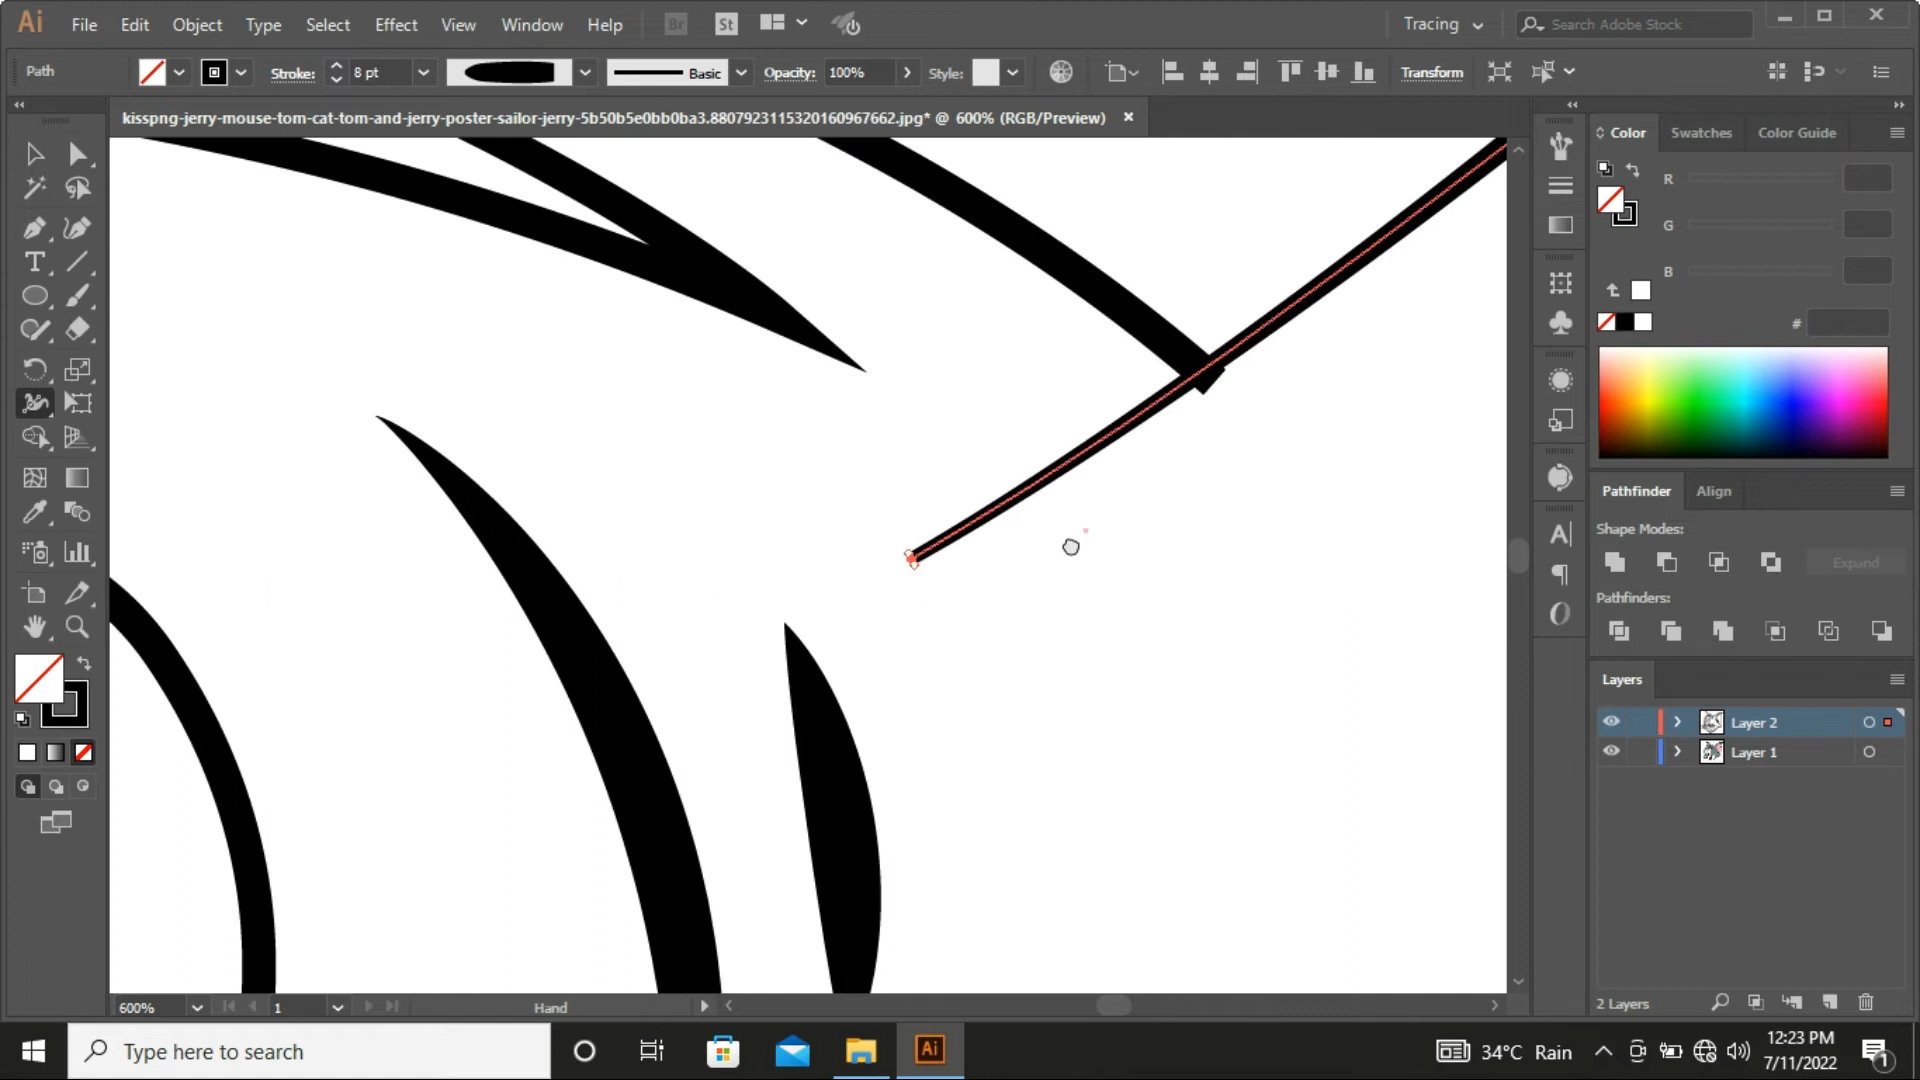 Ai File Edit Object Type Select Effect View Window Help Br St Tracing Search Adobe Stock
Path Stroke: 8 pt Basic Opacity: 100% Style: Transform
kisspng-jerry-mouse-tom-cat-tom-and-jerry-poster-sailor-jerry-5b50b5e0bb0ba3.8807923115320160967662.jpg* @ 600% (RGB/Preview)
Color Swatches Color Guide
R
G
B
#
Pathfinder Align
Shape Modes:
Expand
Pathfinders:
Layers
Layer 2
Layer 1
600% 1 Hand 2 Layers
Type here to search Ai 34°C Rain 12:23 PM
7/11/2022 1